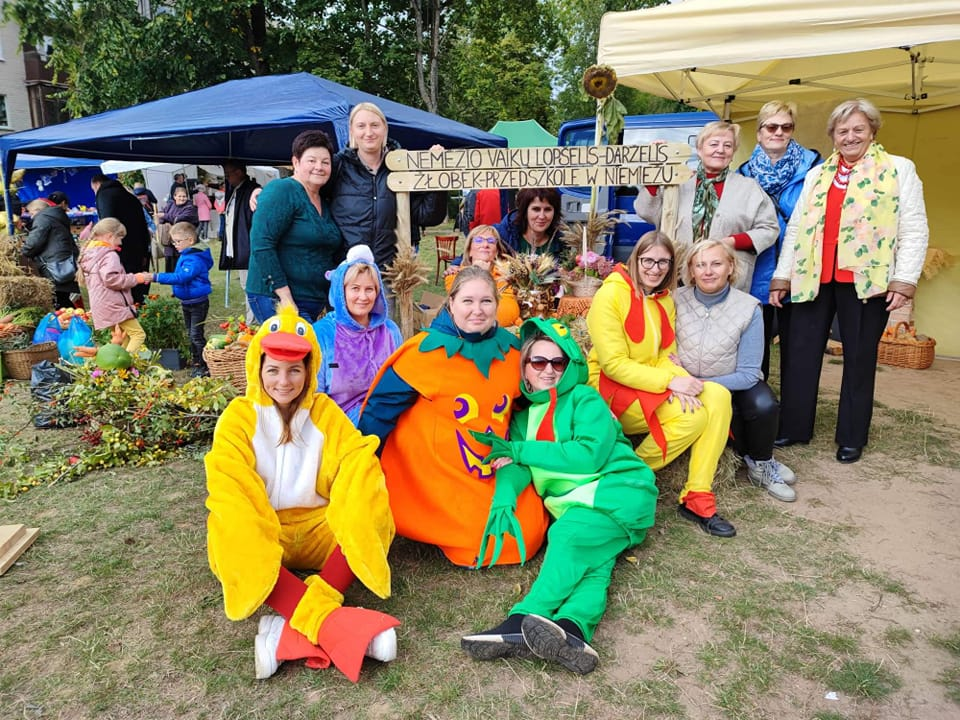 NEMĖŽIO VAIKŲ LOPŠELIS-DARŽELIS
ŻŁOBEK-PRZEDSZKOLE W NIEMIEŻU